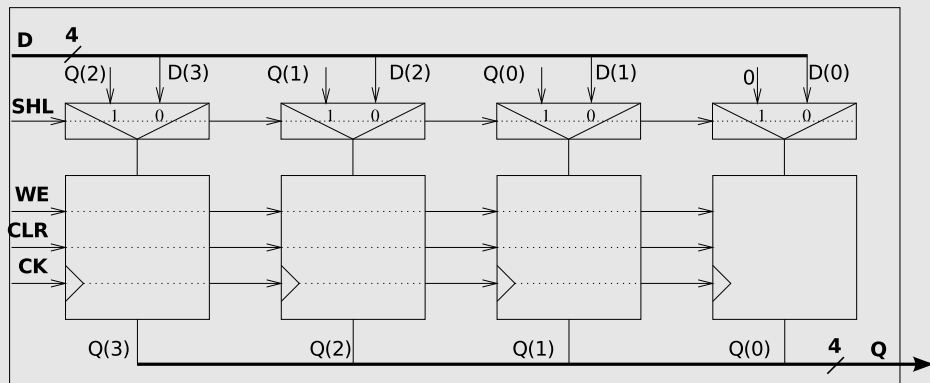 D 4
Q(2) D(3) Q(1) D(2) Q(0) D(1) 0 D(0)
SHL 1 0 1 0 1 0 1 0
WE
CLR
CK
Q(3) Q(2) Q(1) Q(0) 4 Q